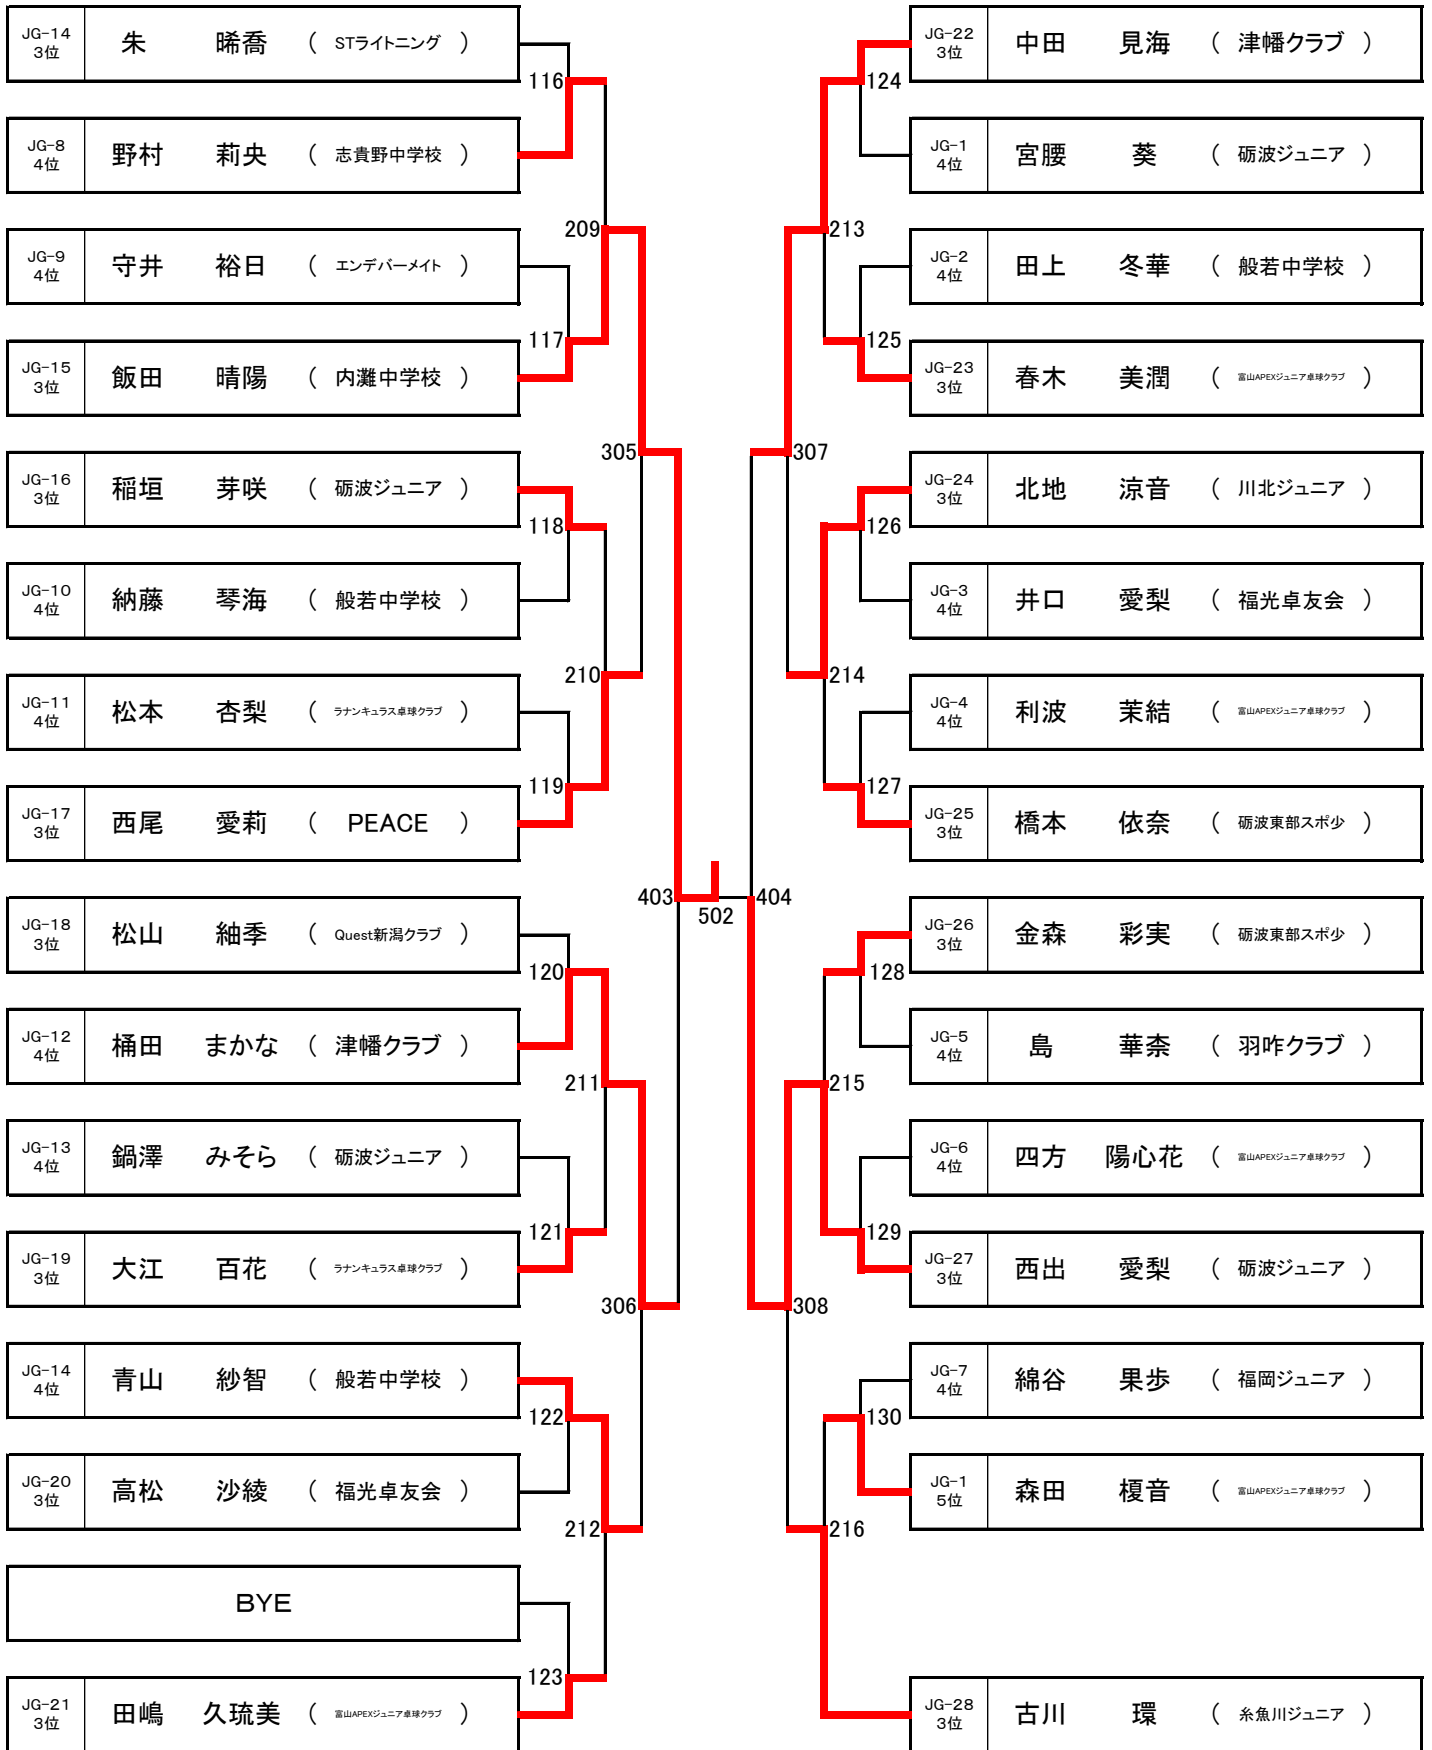 JG-14
3位
朱 晞喬 ( STライトニング )
116
JG-8
4位
野村 莉央 ( 志貴野中学校 )
209
JG-9
4位
守井 裕日 ( エンデバーメイト )
117
JG-15
3位
飯田 晴陽 ( 内灘中学校 )
305
JG-16
3位
稲垣 芽咲 ( 砺波ジュニア )
118
JG-10
4位
納藤 琴海 ( 般若中学校 )
210
JG-11
4位
松本 杏梨 ( ラナンキュラス卓球クラブ )
119
JG-17
3位
西尾 愛莉 ( PEACE )
403
502
404
JG-18
3位
松山 紬季 ( Quest新潟クラブ )
120
JG-12
4位
桶田 まかな ( 津幡クラブ )
211
JG-13
4位
鍋澤 みそら ( 砺波ジュニア )
121
JG-19
3位
大江 百花 ( ラナンキュラス卓球クラブ )
306
JG-14
4位
青山 紗智 ( 般若中学校 )
122
JG-20
3位
高松 沙綾 ( 福光卓友会 )
212
BYE
123
JG-21
3位
田嶋 久琉美 ( 富山APEXジュニア卓球クラブ )
JG-22
3位
中田 見海 ( 津幡クラブ )
124
JG-1
4位
宮腰 葵 ( 砺波ジュニア )
213
JG-2
4位
田上 冬華 ( 般若中学校 )
125
JG-23
3位
春木 美潤 ( 富山APEXジュニア卓球クラブ )
307
JG-24
3位
北地 涼音 ( 川北ジュニア )
126
JG-3
4位
井口 愛梨 ( 福光卓友会 )
214
JG-4
4位
利波 茉結 ( 富山APEXジュニア卓球クラブ )
127
JG-25
3位
橋本 依奈 ( 砺波東部スポ少 )
JG-26
3位
金森 彩実 ( 砺波東部スポ少 )
128
JG-5
4位
島 華柰 ( 羽咋クラブ )
215
JG-6
4位
四方 陽心花 ( 富山APEXジュニア卓球クラブ )
129
JG-27
3位
西出 愛梨 ( 砺波ジュニア )
308
JG-7
4位
綿谷 果歩 ( 福岡ジュニア )
130
JG-1
5位
森田 榎音 ( 富山APEXジュニア卓球クラブ )
216
JG-28
3位
古川 環 ( 糸魚川ジュニア )